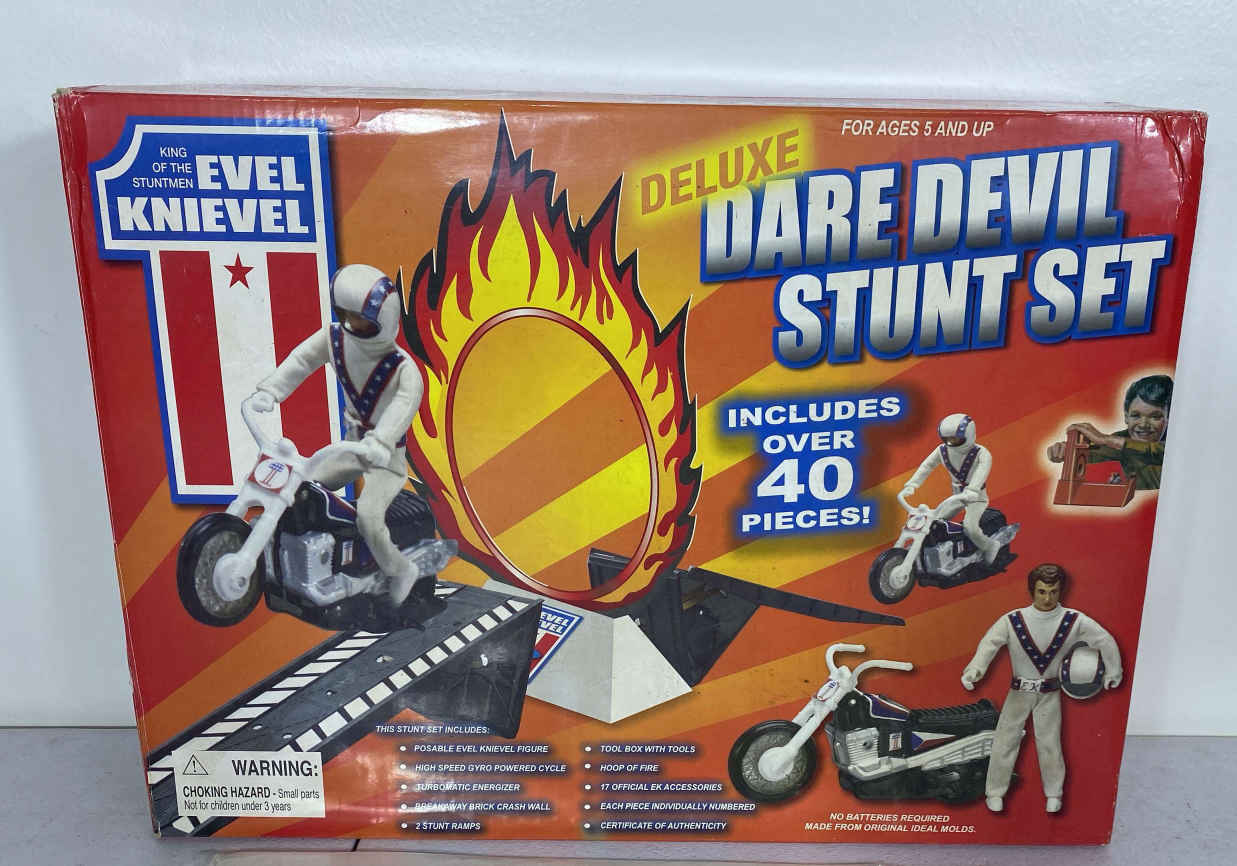 KING
OF THE
STUNTMEN
EVEL
KNIEVEL
FOR AGES 5 AND UP
DELUXE
DARE DEVIL
STUNT SET
INCLUDES
OVER
40
PIECES!
1
EVEL
EVEL
EK
THIS STUNT SET INCLUDES:
POSABLE EVEL KNIEVEL FIGURE
HIGH SPEED GYRO POWERED CYCLE
TURBOMATIC ENERGIZER
BREAKAWAY BRICK CRASH WALL
2 STUNT RAMPS
TOOL BOX WITH TOOLS
HOOP OF FIRE
17 OFFICIAL EK ACCESSORIES
EACH PIECE INDIVIDUALLY NUMBERED
CERTIFICATE OF AUTHENTICITY
WARNING:
CHOKING HAZARD - Small parts
Not for children under 3 years
NO BATTERIES REQUIRED
MADE FROM ORIGINAL IDEAL MOLDS.